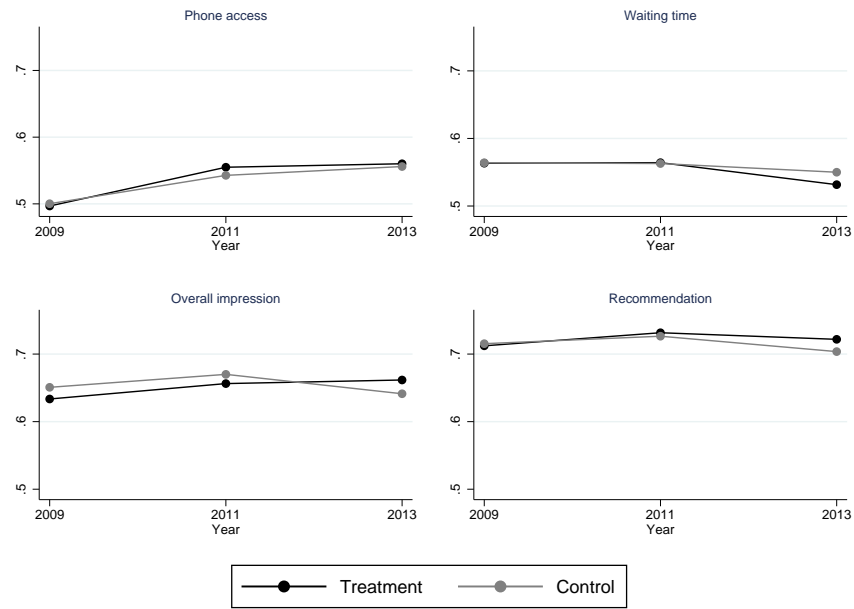 Phone access
.7
.6
.5
2009 2011 2013
Year
Waiting time
.7
.6
.5
2009 2011 2013
Year
Overall impression
.7
.6
.5
2009 2011 2013
Year
Recommendation
.7
.6
.5
2009 2011 2013
Year
Treatment Control